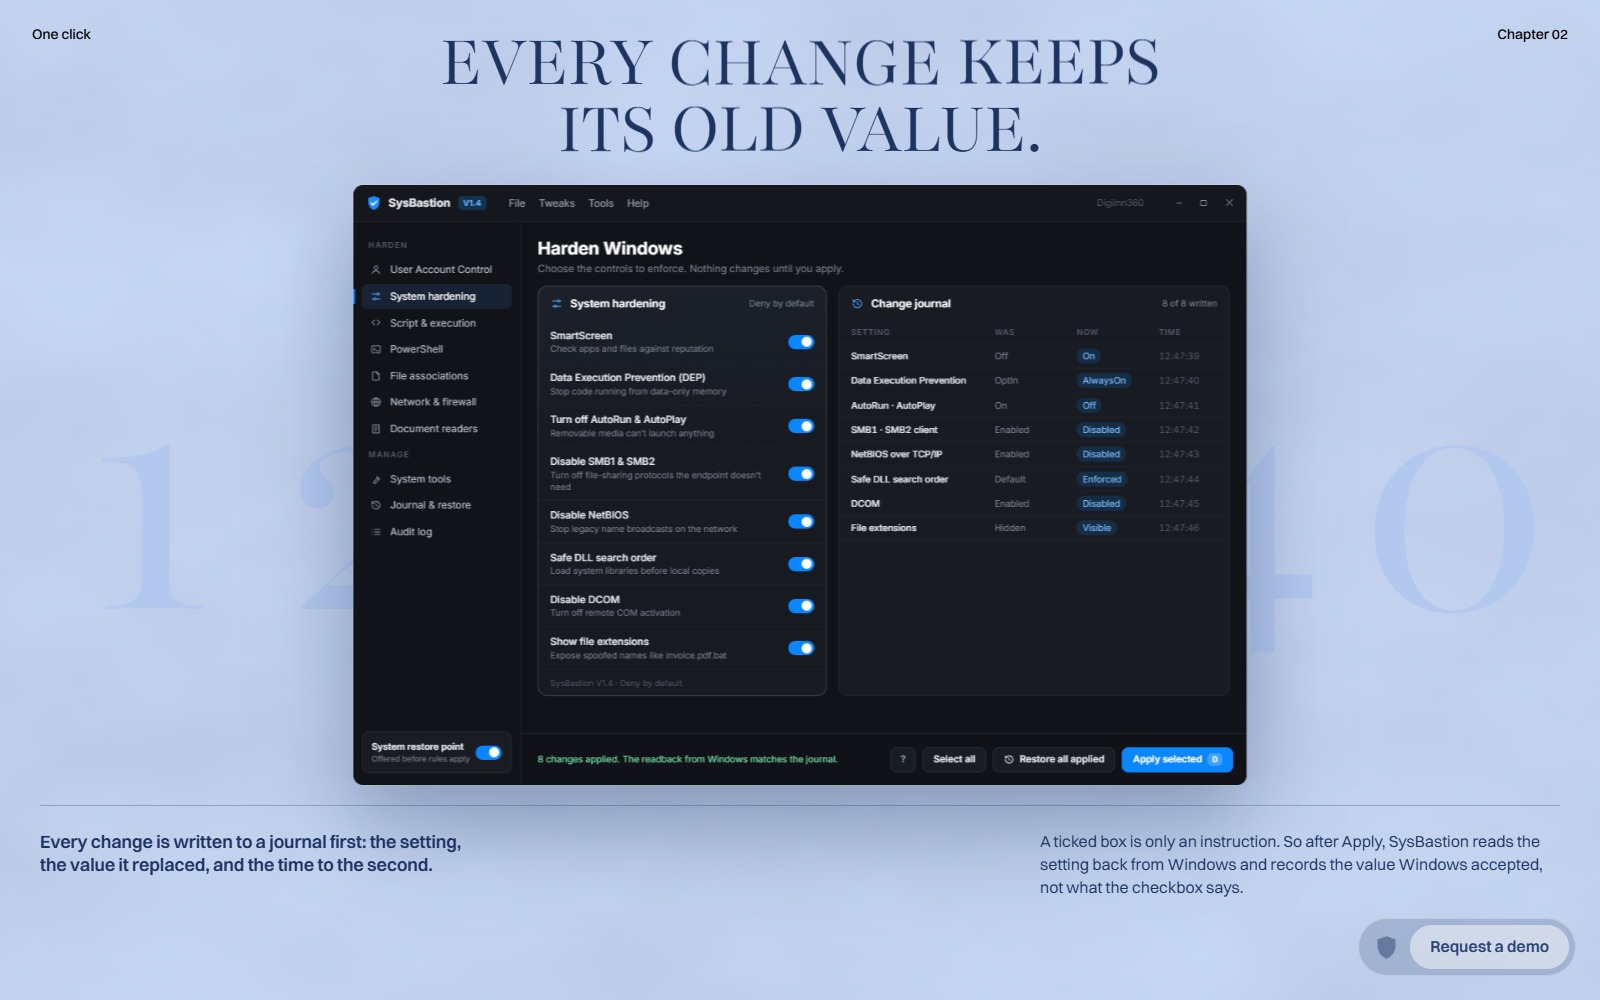 One click
Chapter 02
EVERY CHANGE KEEPS
ITS OLD VALUE.
1 2 4 0
SysBastion V1.4 File Tweaks Tools Help DigiInn360
HARDEN
User Account Control
System hardening
Script & execution
PowerShell
File associations
Network & firewall
Document readers
MANAGE
System tools
Journal & restore
Audit log
System restore point
Offered before rules apply
Harden Windows
Choose the controls to enforce. Nothing changes until you apply.
System hardening Deny by default
SmartScreen
Check apps and files against reputation
Data Execution Prevention (DEP)
Stop code running from data-only memory
Turn off AutoRun & AutoPlay
Removable media can't launch anything
Disable SMB1 & SMB2
Turn off file-sharing protocols the endpoint doesn't
need
Disable NetBIOS
Stop legacy name broadcasts on the network
Safe DLL search order
Load system libraries before local copies
Disable DCOM
Turn off remote COM activation
Show file extensions
Expose spoofed names like invoice.pdf.bat
SysBastion V1.4 · Deny by default
Change journal 8 of 8 written
SETTING WAS NOW TIME
SmartScreen Off On 12:47:39
Data Execution Prevention OptIn AlwaysOn 12:47:40
AutoRun · AutoPlay On Off 12:47:41
SMB1 · SMB2 client Enabled Disabled 12:47:42
NetBIOS over TCP/IP Enabled Disabled 12:47:43
Safe DLL search order Default Enforced 12:47:44
DCOM Enabled Disabled 12:47:45
File extensions Hidden Visible 12:47:46
8 changes applied. The readback from Windows matches the journal.
? Select all Restore all applied Apply selected 0
Every change is written to a journal first: the setting,
the value it replaced, and the time to the second.
A ticked box is only an instruction. So after Apply, SysBastion reads the
setting back from Windows and records the value Windows accepted,
not what the checkbox says.
Request a demo